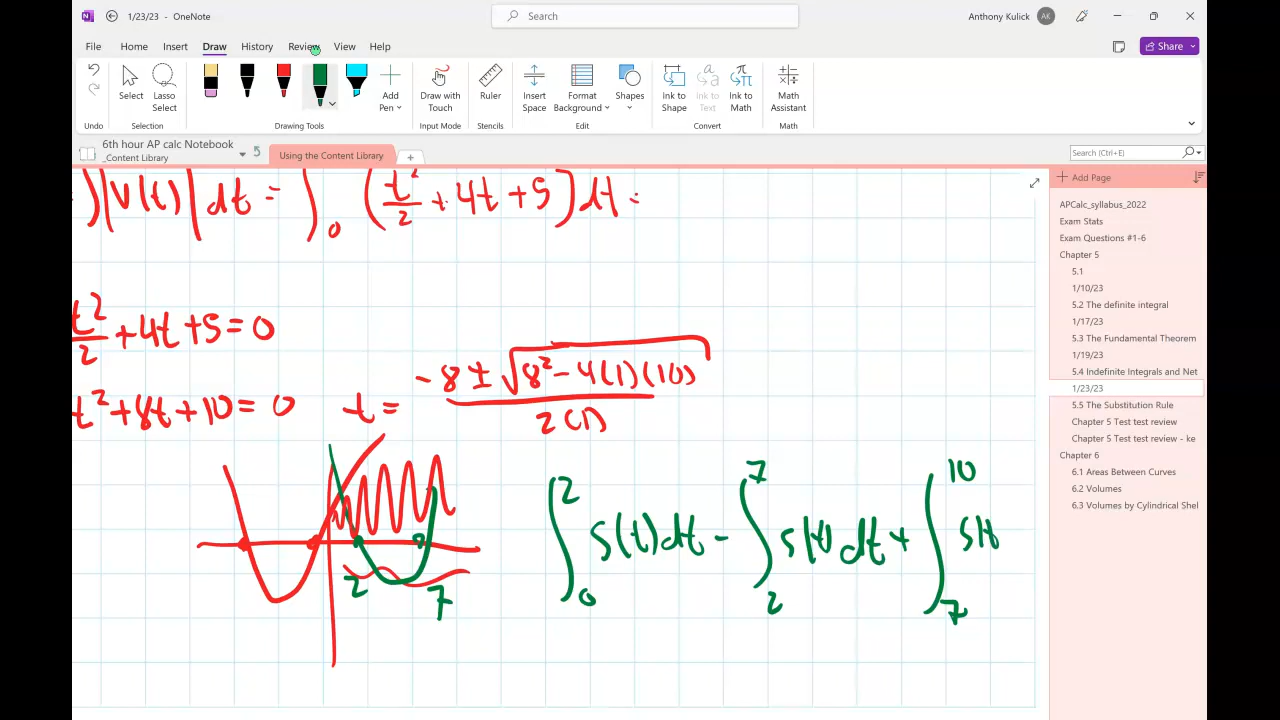 1/23/23 • OneNote
Search
Anthony Kulick AK
File Home Insert Draw History Review View Help
Share
Undo
Select
Lasso Select
Add Pen
Draw with Touch
Ruler
Insert Space
Format Background
Shapes
Ink to Shape
Ink to Text
Ink to Math
Math Assistant
Undo Selection Drawing Tools Input Mode Stencils Edit Convert Math
6th hour AP calc Notebook
_Content Library
Using the Content Library
+
Search (Ctrl+E)
Add Page
APCalc_syllabus_2022
Exam Stats
Exam Questions #1-6
Chapter 5
5.1
1/10/23
5.2 The definite integral
1/17/23
5.3 The Fundamental Theorem
1/19/23
5.4 Indefinite Integrals and Net
1/23/23
5.5 The Substitution Rule
Chapter 5 Test test review
Chapter 5 Test test review - ke
Chapter 6
6.1 Areas Between Curves
6.2 Volumes
6.3 Volumes by Cylindrical Shel
= ∫|v(t)| dt = ∫₀ (t²/2 + 4t + 5) dt =
t²/2 + 4t + 5 = 0
t² + 8t + 10 = 0 t = -8 ± √8² - 4(1)(10) / 2(1)
2 7
∫₀² s(t) dt - ∫₂⁷ s(t) dt + ∫₇¹⁰ s(t